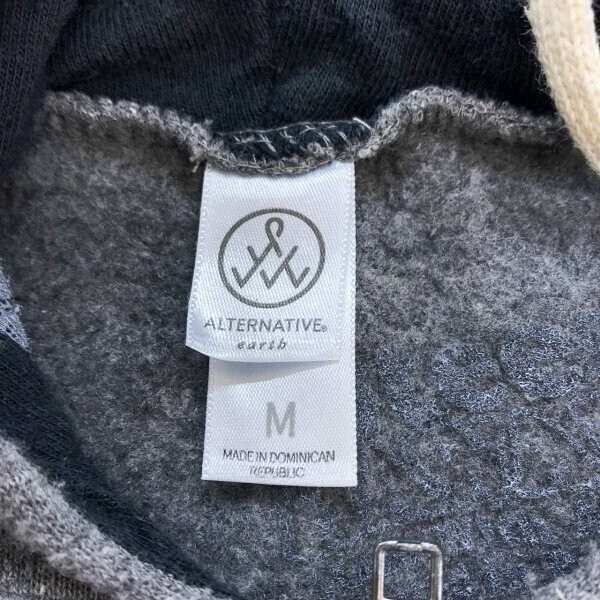 ALTERNATIVE®
earth
M
MADE IN DOMINICAN
REPUBLIC